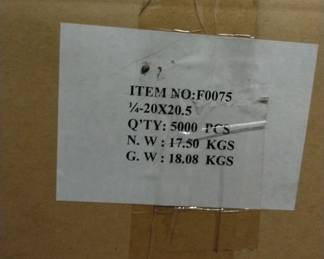 ITEM NO:F0075
¼-20X20.5
Q'TY: 5000 PCS
N. W : 17.50 KGS
G. W : 18.08 KGS